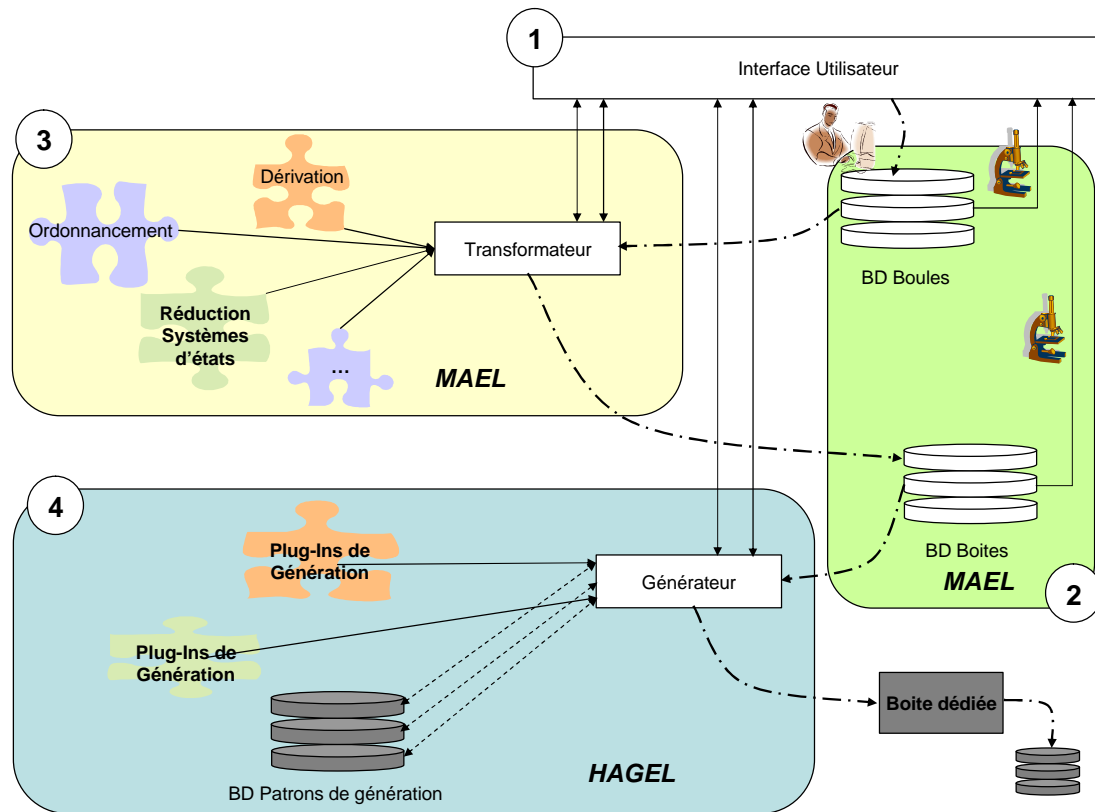 1
Interface Utilisateur
3
Dérivation
Ordonnancement
Transformateur
Réduction
Systèmes
d'états
...
MAEL
BD Boules
4
Plug-Ins de
Génération
Générateur
BD Boites
MAEL
2
Plug-Ins de
Génération
Boite dédiée
HAGEL
BD Patrons de génération